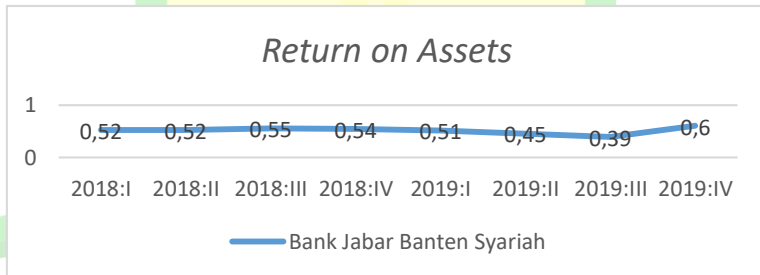 Return on Assets
1
0,52 0,52 0,55 0,54 0,51 0,45 0,39 0,6
0
2018:I 2018:II 2018:III 2018:IV 2019:I 2019:II 2019:III 2019:IV
Bank Jabar Banten Syariah